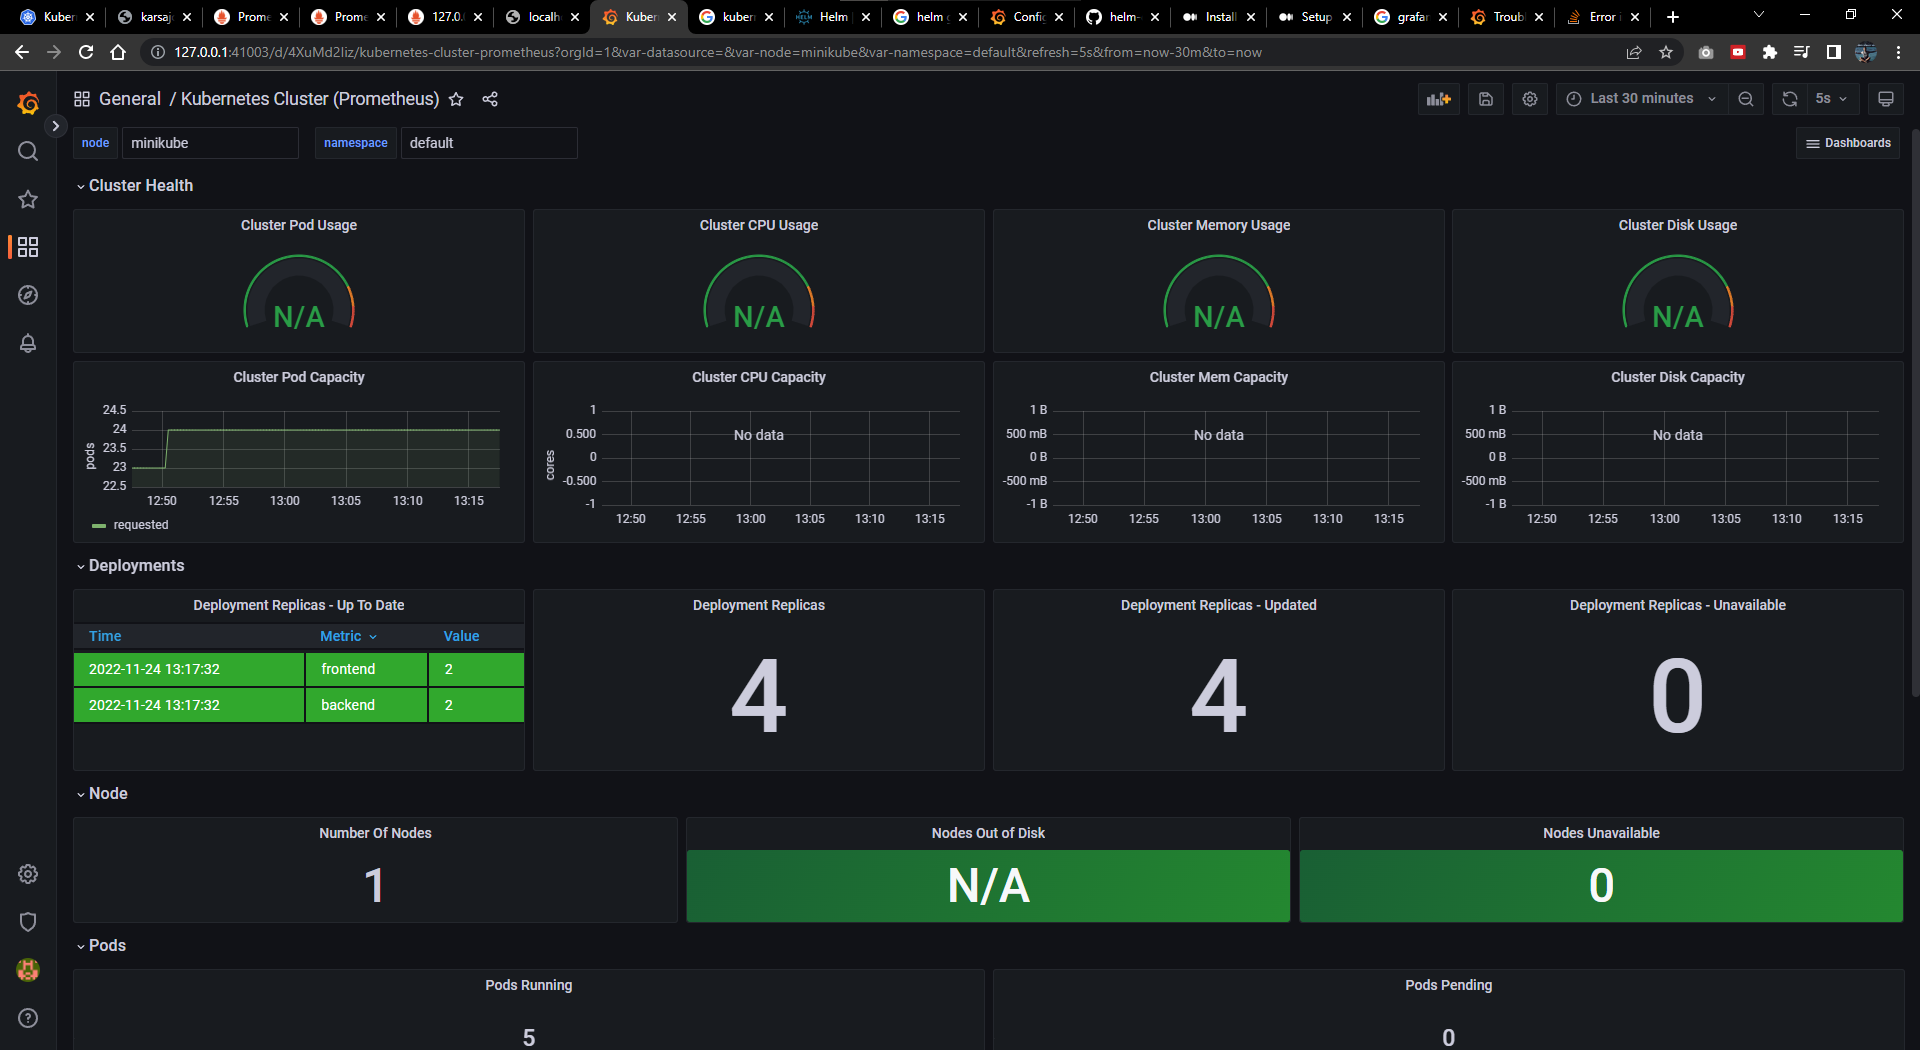 Kuber
karsaj
Prome
Prome
127.0.
localh
Kuber
kuber
Helm
helm g
Config
helm-
Install
Setup
grafar
Troub
Error i
127.0.0.1:41003/d/4XuMd2Iiz/kubernetes-cluster-prometheus?orgId=1&var-datasource=&var-node=minikube&var-namespace=default&refresh=5s&from=now-30m&to=now
General / Kubernetes Cluster (Prometheus)
Last 30 minutes
5s
node minikube namespace default
Dashboards
Cluster Health
Cluster Pod Usage
N/A
Cluster CPU Usage
N/A
Cluster Memory Usage
N/A
Cluster Disk Usage
N/A
Cluster Pod Capacity
pods
24.5
24
23.5
23
22.5
12:50 12:55 13:00 13:05 13:10 13:15
requested
Cluster CPU Capacity
cores
1
0.500
0
-0.500
-1
No data
12:50 12:55 13:00 13:05 13:10 13:15
Cluster Mem Capacity
1 B
500 mB
0 B
-500 mB
-1 B
No data
12:50 12:55 13:00 13:05 13:10 13:15
Cluster Disk Capacity
1 B
500 mB
0 B
-500 mB
-1 B
No data
12:50 12:55 13:00 13:05 13:10 13:15
Deployments
Deployment Replicas - Up To Date
Time Metric Value
2022-11-24 13:17:32 frontend 2
2022-11-24 13:17:32 backend 2
Deployment Replicas
4
Deployment Replicas - Updated
4
Deployment Replicas - Unavailable
0
Node
Number Of Nodes
1
Nodes Out of Disk
N/A
Nodes Unavailable
0
Pods
Pods Running
5
Pods Pending
0